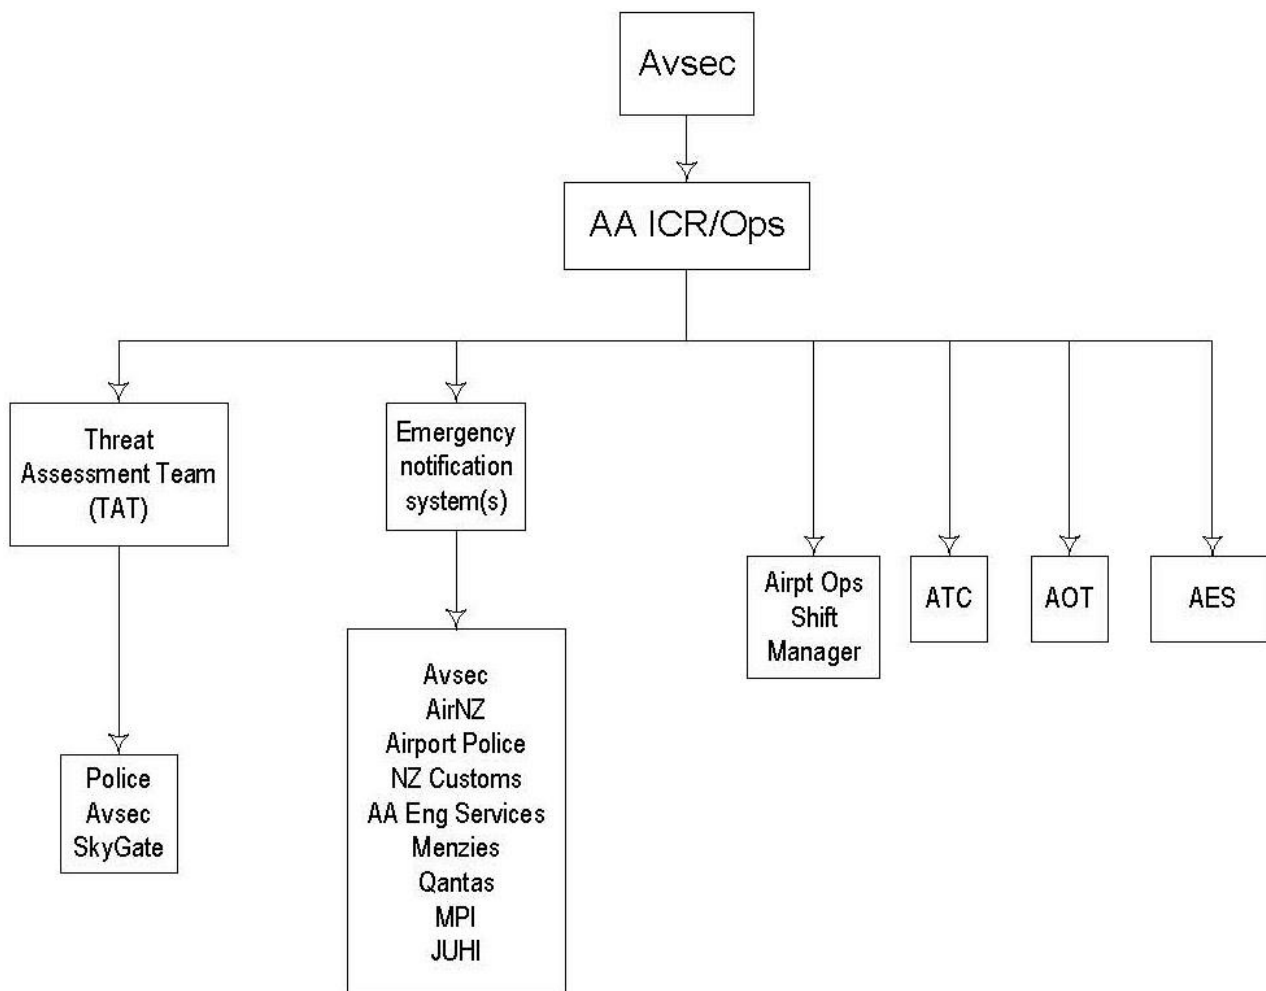 Avsec
AA ICR/Ops
Threat
Assessment Team
(TAT)
Emergency
notification
system(s)
Airpt Ops
Shift
Manager
ATC
AOT
AES
Police
Avsec
SkyGate
Avsec
AirNZ
Airport Police
NZ Customs
AA Eng Services
Menzies
Qantas
MPI
JUHI